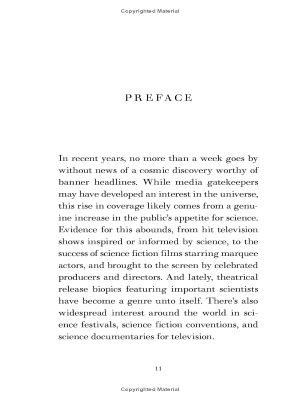 Copyrighted Material
PREFACE
In recent years, no more than a week goes by
without news of a cosmic discovery worthy of
banner headlines. While media gatekeepers
may have developed an interest in the universe,
this rise in coverage likely comes from a genu-
ine increase in the public's appetite for science.
Evidence for this abounds, from hit television
shows inspired or informed by science, to the
success of science fiction films starring marquee
actors, and brought to the screen by celebrated
producers and directors. And lately, theatrical
release biopics featuring important scientists
have become a genre unto itself. There's also
widespread interest around the world in sci-
ence festivals, science fiction conventions, and
science documentaries for television.
11
Copyrighted Material